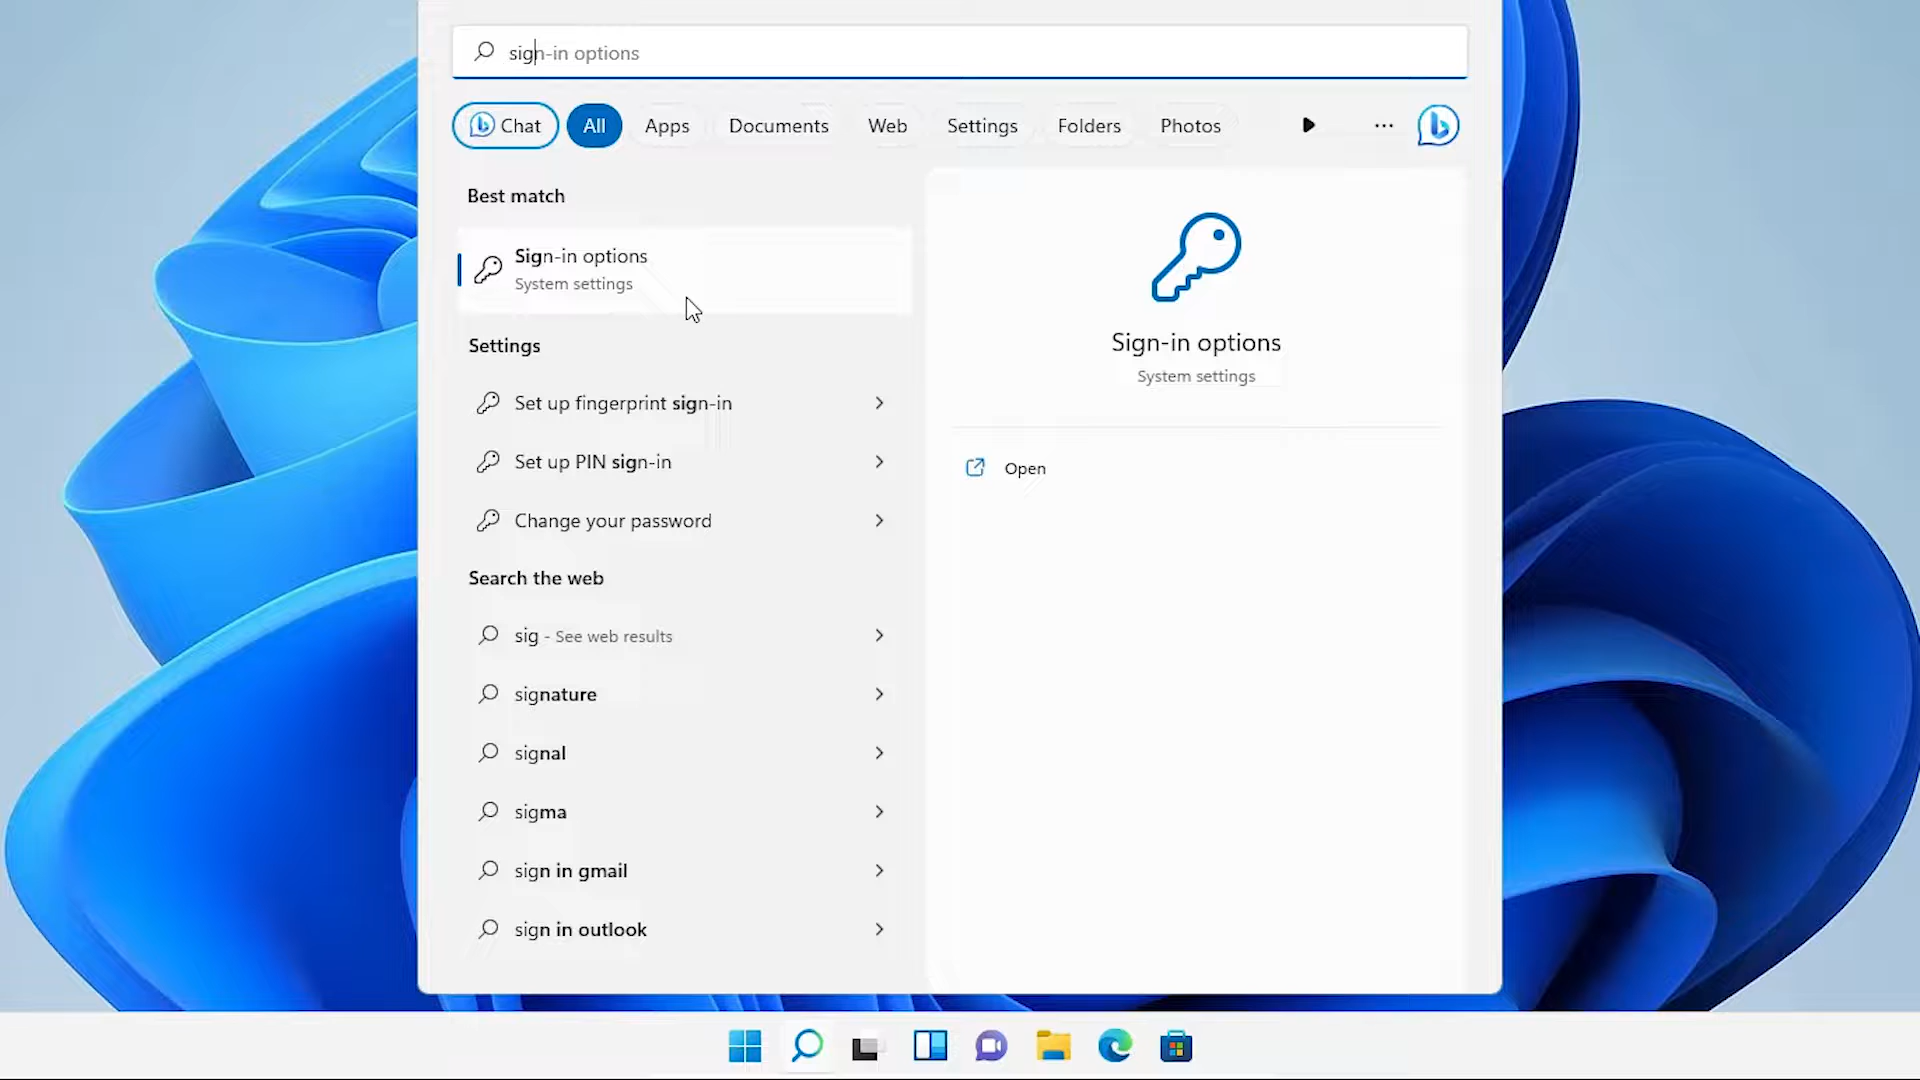 sign-in options
Chat All Apps Documents Web Settings Folders Photos
Best match
Sign-in options
System settings
Settings
Set up fingerprint sign-in
Set up PIN sign-in
Change your password
Search the web
sig - See web results
signature
signal
sigma
sign in gmail
sign in outlook
Sign-in options
System settings
Open